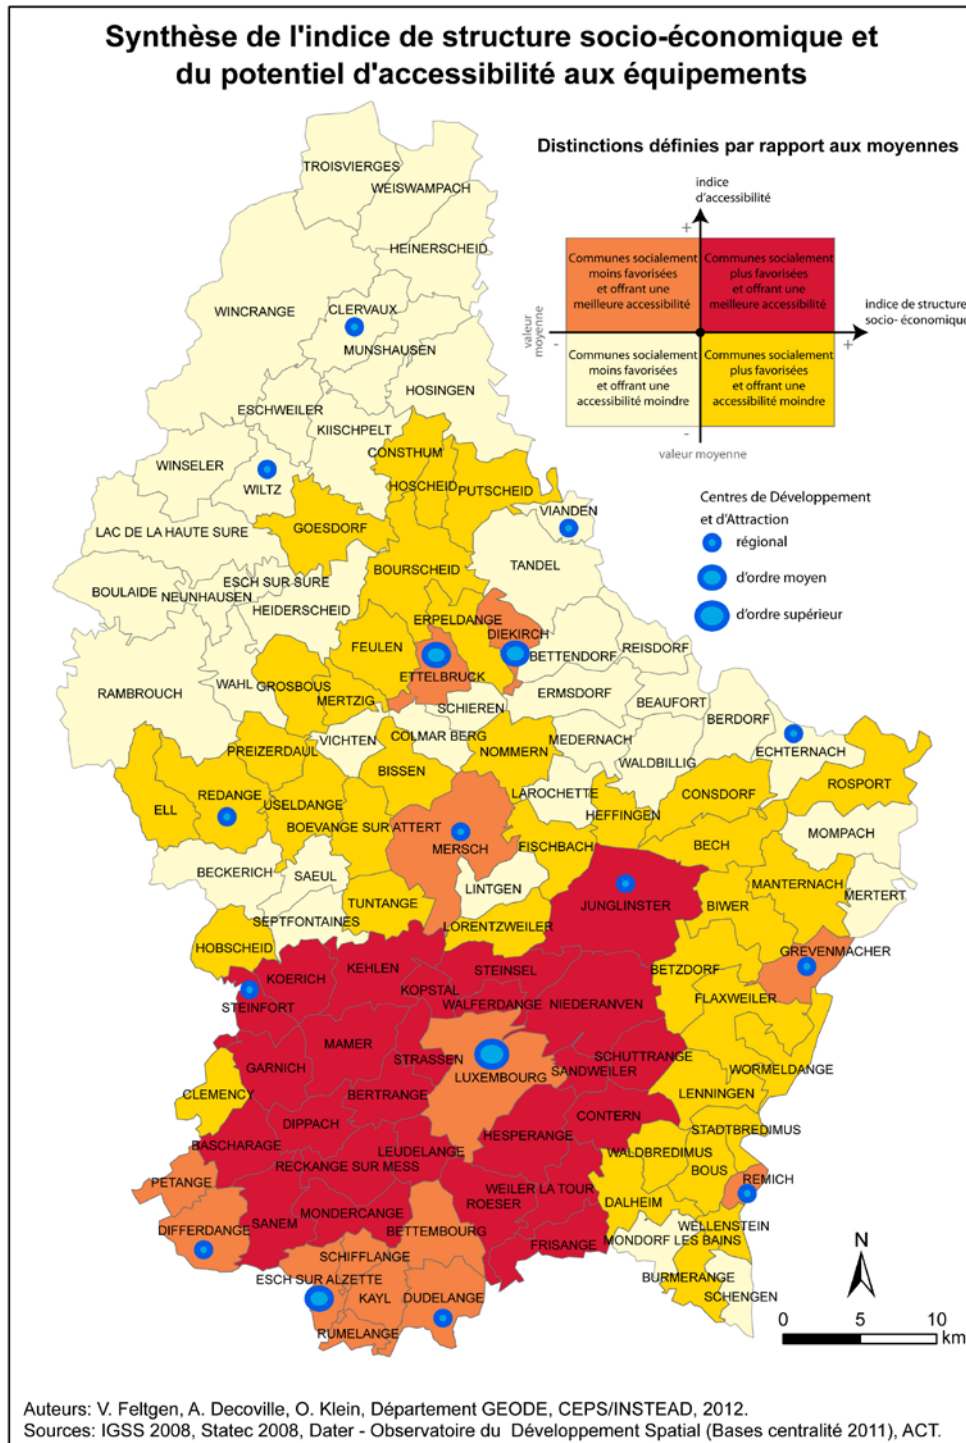 Synthèse de l'indice de structure socio-économique et
du potentiel d'accessibilité aux équipements
Distinctions définies par rapport aux moyennes
indice
d'accessibilité
+
Communes socialement
moins favorisées
et offrant une
meilleure accessibilité
Communes socialement
plus favorisées
et offrant une
meilleure accessibilité
valeur
moyenne
-
+
indice de structure
socio- économique
Communes socialement
moins favorisées
et offrant une
accessibilité moindre
Communes socialement
plus favorisées
et offrant une
accessibilité moindre
-
valeur moyenne
Centres de Développement
et d'Attraction
régional
d'ordre moyen
d'ordre supérieur
TROISVIERGES
WEISWAMPACH
HEINERSCHEID
WINCRANGE
CLERVAUX
MUNSHAUSEN
HOSINGEN
ESCHWEILER
KIISCHPELT
CONSTHUM
WINSELER
WILTZ
HOSCHEID
PUTSCHEID
VIANDEN
GOESDORF
LAC DE LA HAUTE SURE
TANDEL
BOURSCHEID
ESCH SUR SURE
BOULAIDE
NEUNHAUSEN
HEIDERSCHEID
ERPELDANGE
DIEKIRCH
FEULEN
BETTENDORF
REISDORF
ETTELBRUCK
RAMBROUCH
WAHL
GROSBOUS
MERTZIG
SCHIEREN
ERMSDORF
BEAUFORT
BERDORF
COLMAR BERG
VICHTEN
PREIZERDAUL
NOMMERN
MEDERNACH
WALDBILLIG
ECHTERNACH
BISSEN
ROSPORT
LAROCHETTE
CONSDORF
ELL
REDANGE
USELDANGE
HEFFINGEN
BOEVANGE SUR ATTERT
MERSCH
FISCHBACH
BECH
MOMPACH
BECKERICH
SAEUL
LINTGEN
MANTERNACH
MERTERT
TUNTANGE
JUNGLINSTER
BIWER
SEPTFONTAINES
LORENTZWEILER
HOBSCHEID
GREVENMACHER
KOERICH
KEHLEN
STEINSEL
BETZDORF
KOPSTAL
STEINFORT
WALFERDANGE
NIEDERANVEN
FLAXWEILER
MAMER
GARNICH
STRASSEN
LUXEMBOURG
SCHUTTRANGE
SANDWEILER
WORMELDANGE
CLEMENCY
BERTRANGE
LENNINGEN
DIPPACH
CONTERN
HESPERANGE
STADTBREDIMUS
BASCHARAGE
LEUDELANGE
WALDBREDIMUS
RECKANGE SUR MESS
BOUS
REMICH
PETANGE
WEILER LA TOUR
ROESER
DALHEIM
MONDERCANGE
SANEM
DIFFERDANGE
BETTEMBOURG
WELLENSTEIN
FRISANGE
MONDORF LES BAINS
SCHIFFLANGE
ESCH SUR ALZETTE
BURMERANGE
KAYL
DUDELANGE
SCHENGEN
RUMELANGE
N
0 5 10
km
Auteurs: V. Feltgen, A. Decoville, O. Klein, Département GEODE, CEPS/INSTEAD, 2012.
Sources: IGSS 2008, Statec 2008, Dater - Observatoire du Développement Spatial (Bases centralité 2011), ACT.